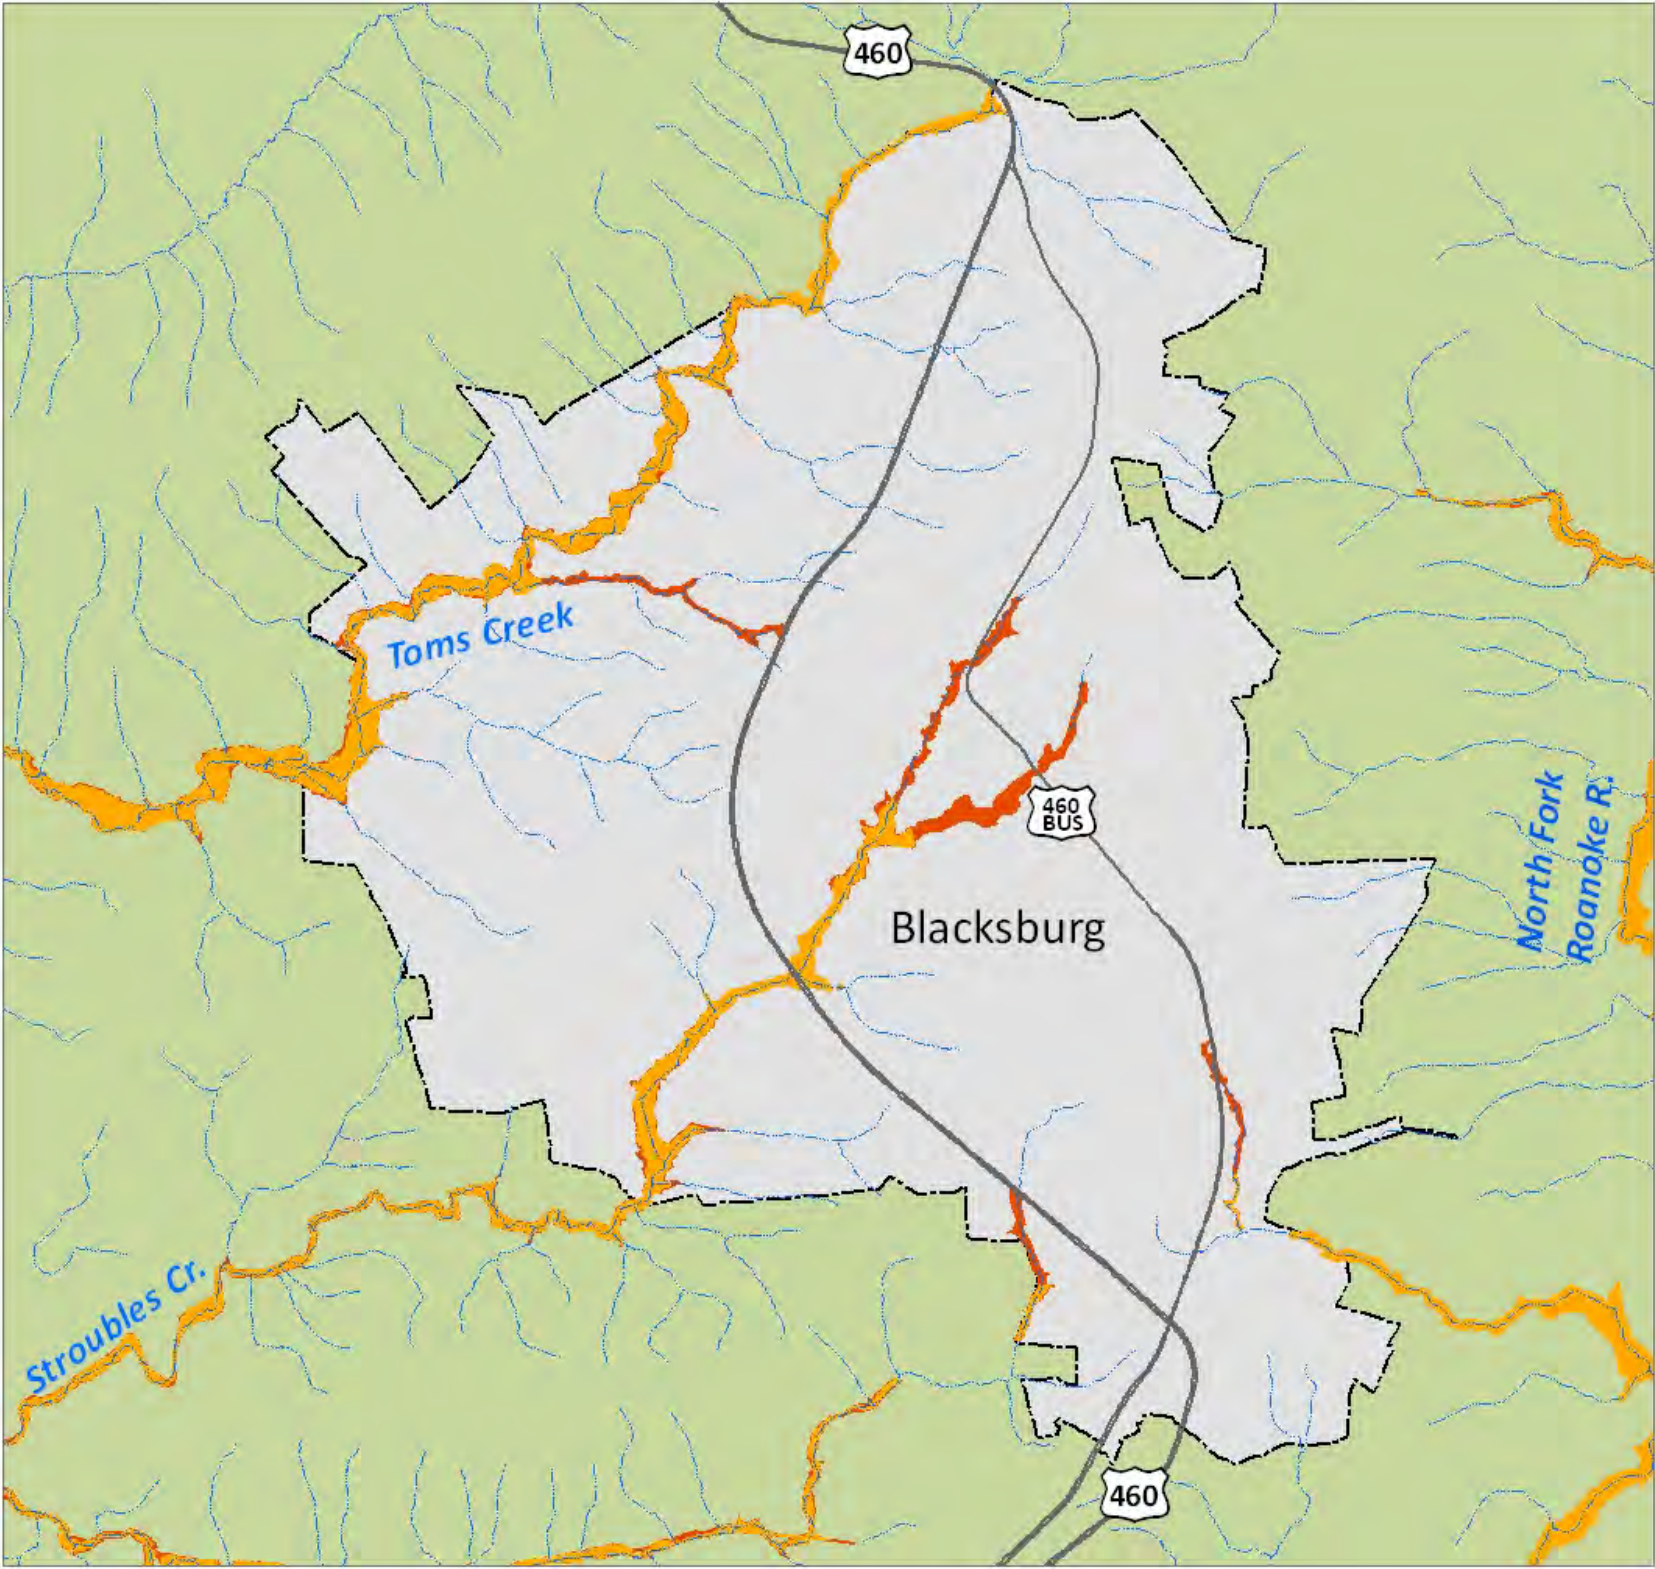 460
Toms Creek
460
BUS
North Fork
Roanoke R.
Blacksburg
Stroubles Cr.
460